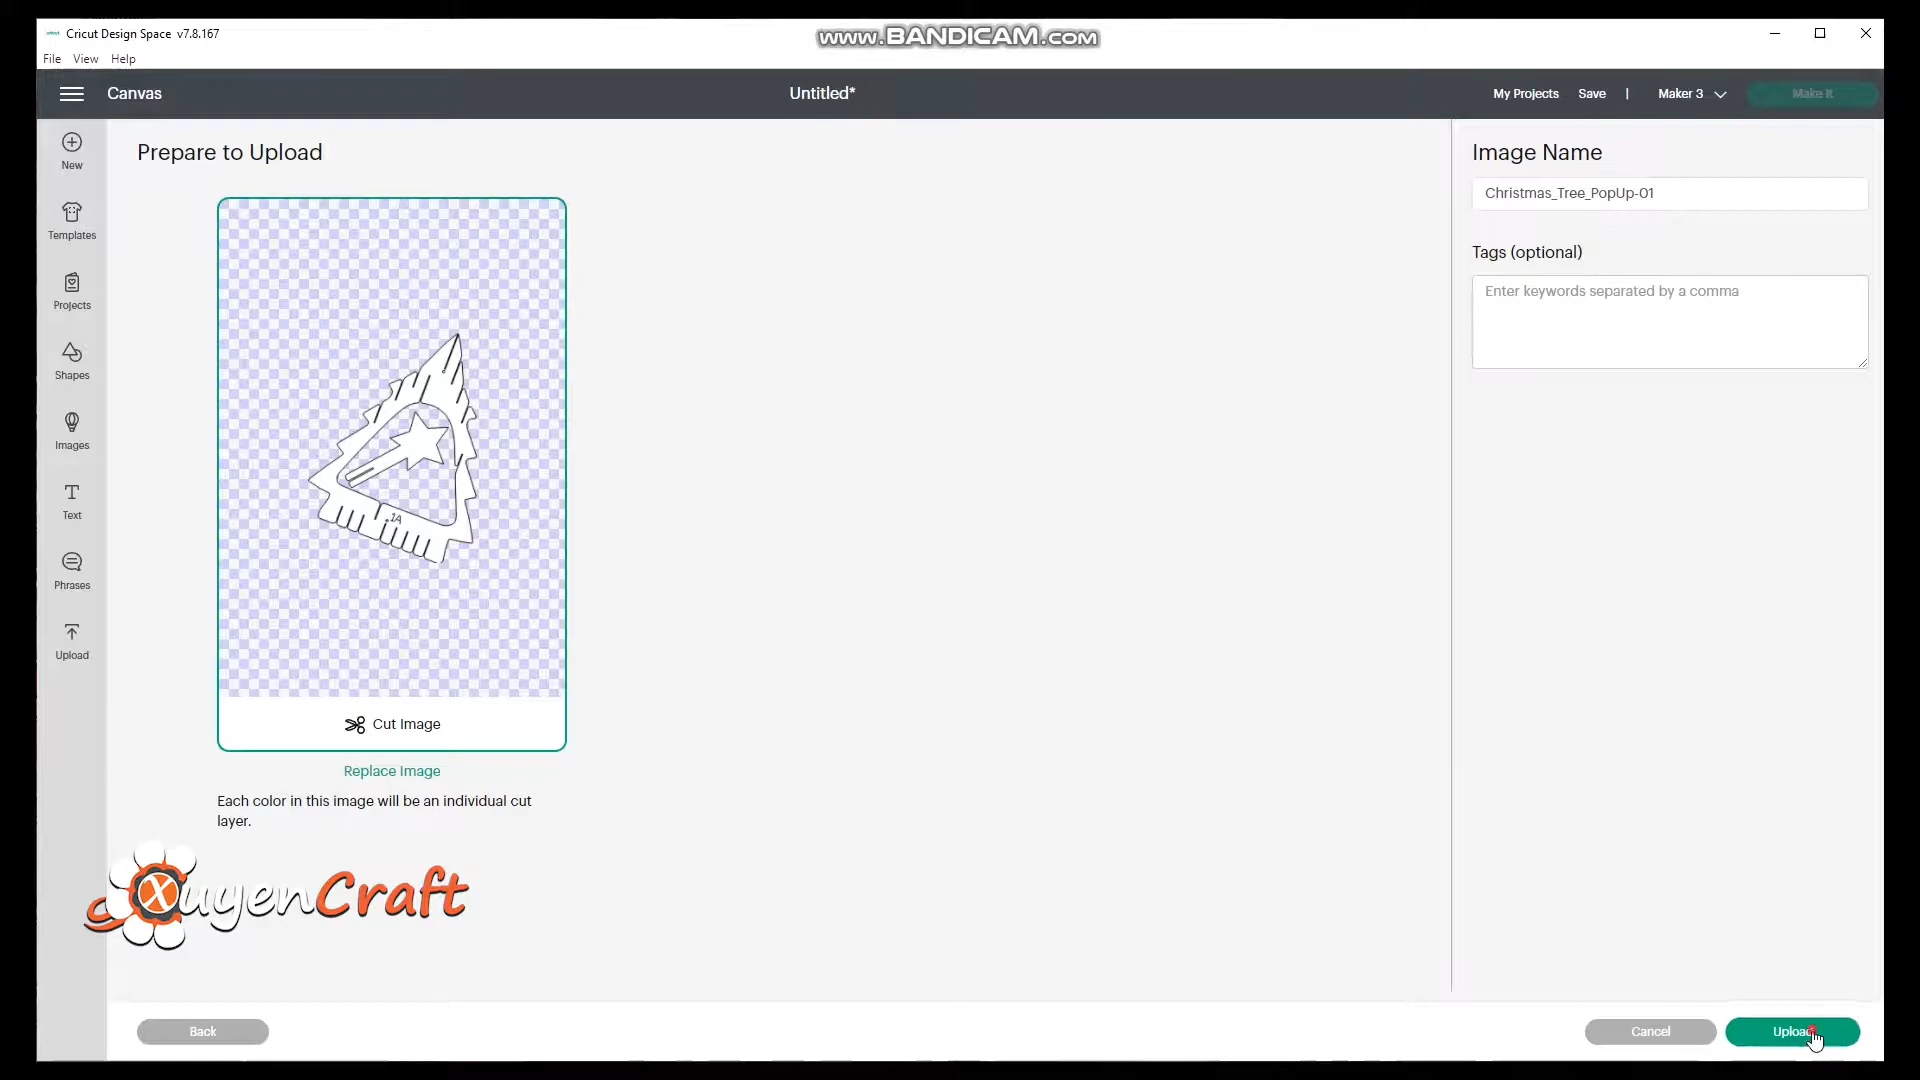 www.BANDICAM.com
Cricut Design Space v7.8.167
File View Help
Canvas
Untitled*
My Projects Save | Maker 3
Make It
New
Templates
Projects
Shapes
Images
Text
Phrases
Upload
Prepare to Upload
1A
Cut Image
Replace Image
Each color in this image will be an individual cut
layer.
Image Name
Christmas_Tree_PopUp-01
Tags (optional)
Enter keywords separated by a comma
XuyenCraft
Back
Cancel
Upload